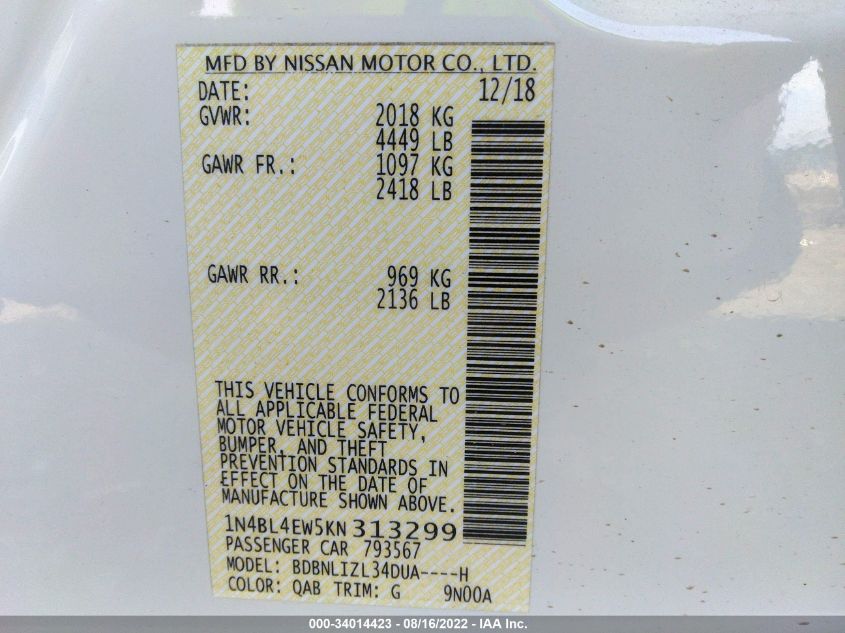 MFD BY NISSAN MOTOR CO., LTD.
DATE: 12/18
GVWR: 2018 KG
4449 LB
GAWR FR.: 1097 KG
2418 LB
GAWR RR.: 969 KG
2136 LB
THIS VEHICLE CONFORMS TO
ALL APPLICABLE FEDERAL
MOTOR VEHICLE SAFETY,
BUMPER, AND THEFT
PREVENTION STANDARDS IN
EFFECT ON THE DATE OF
MANUFACTURE SHOWN ABOVE.
1N4BL4EW5KN 313299
PASSENGER CAR 793567
MODEL: BDBNLIZL34DUA----H
COLOR: QAB TRIM: G 9N00A
000-34014423 - 08/16/2022 - IAA Inc.